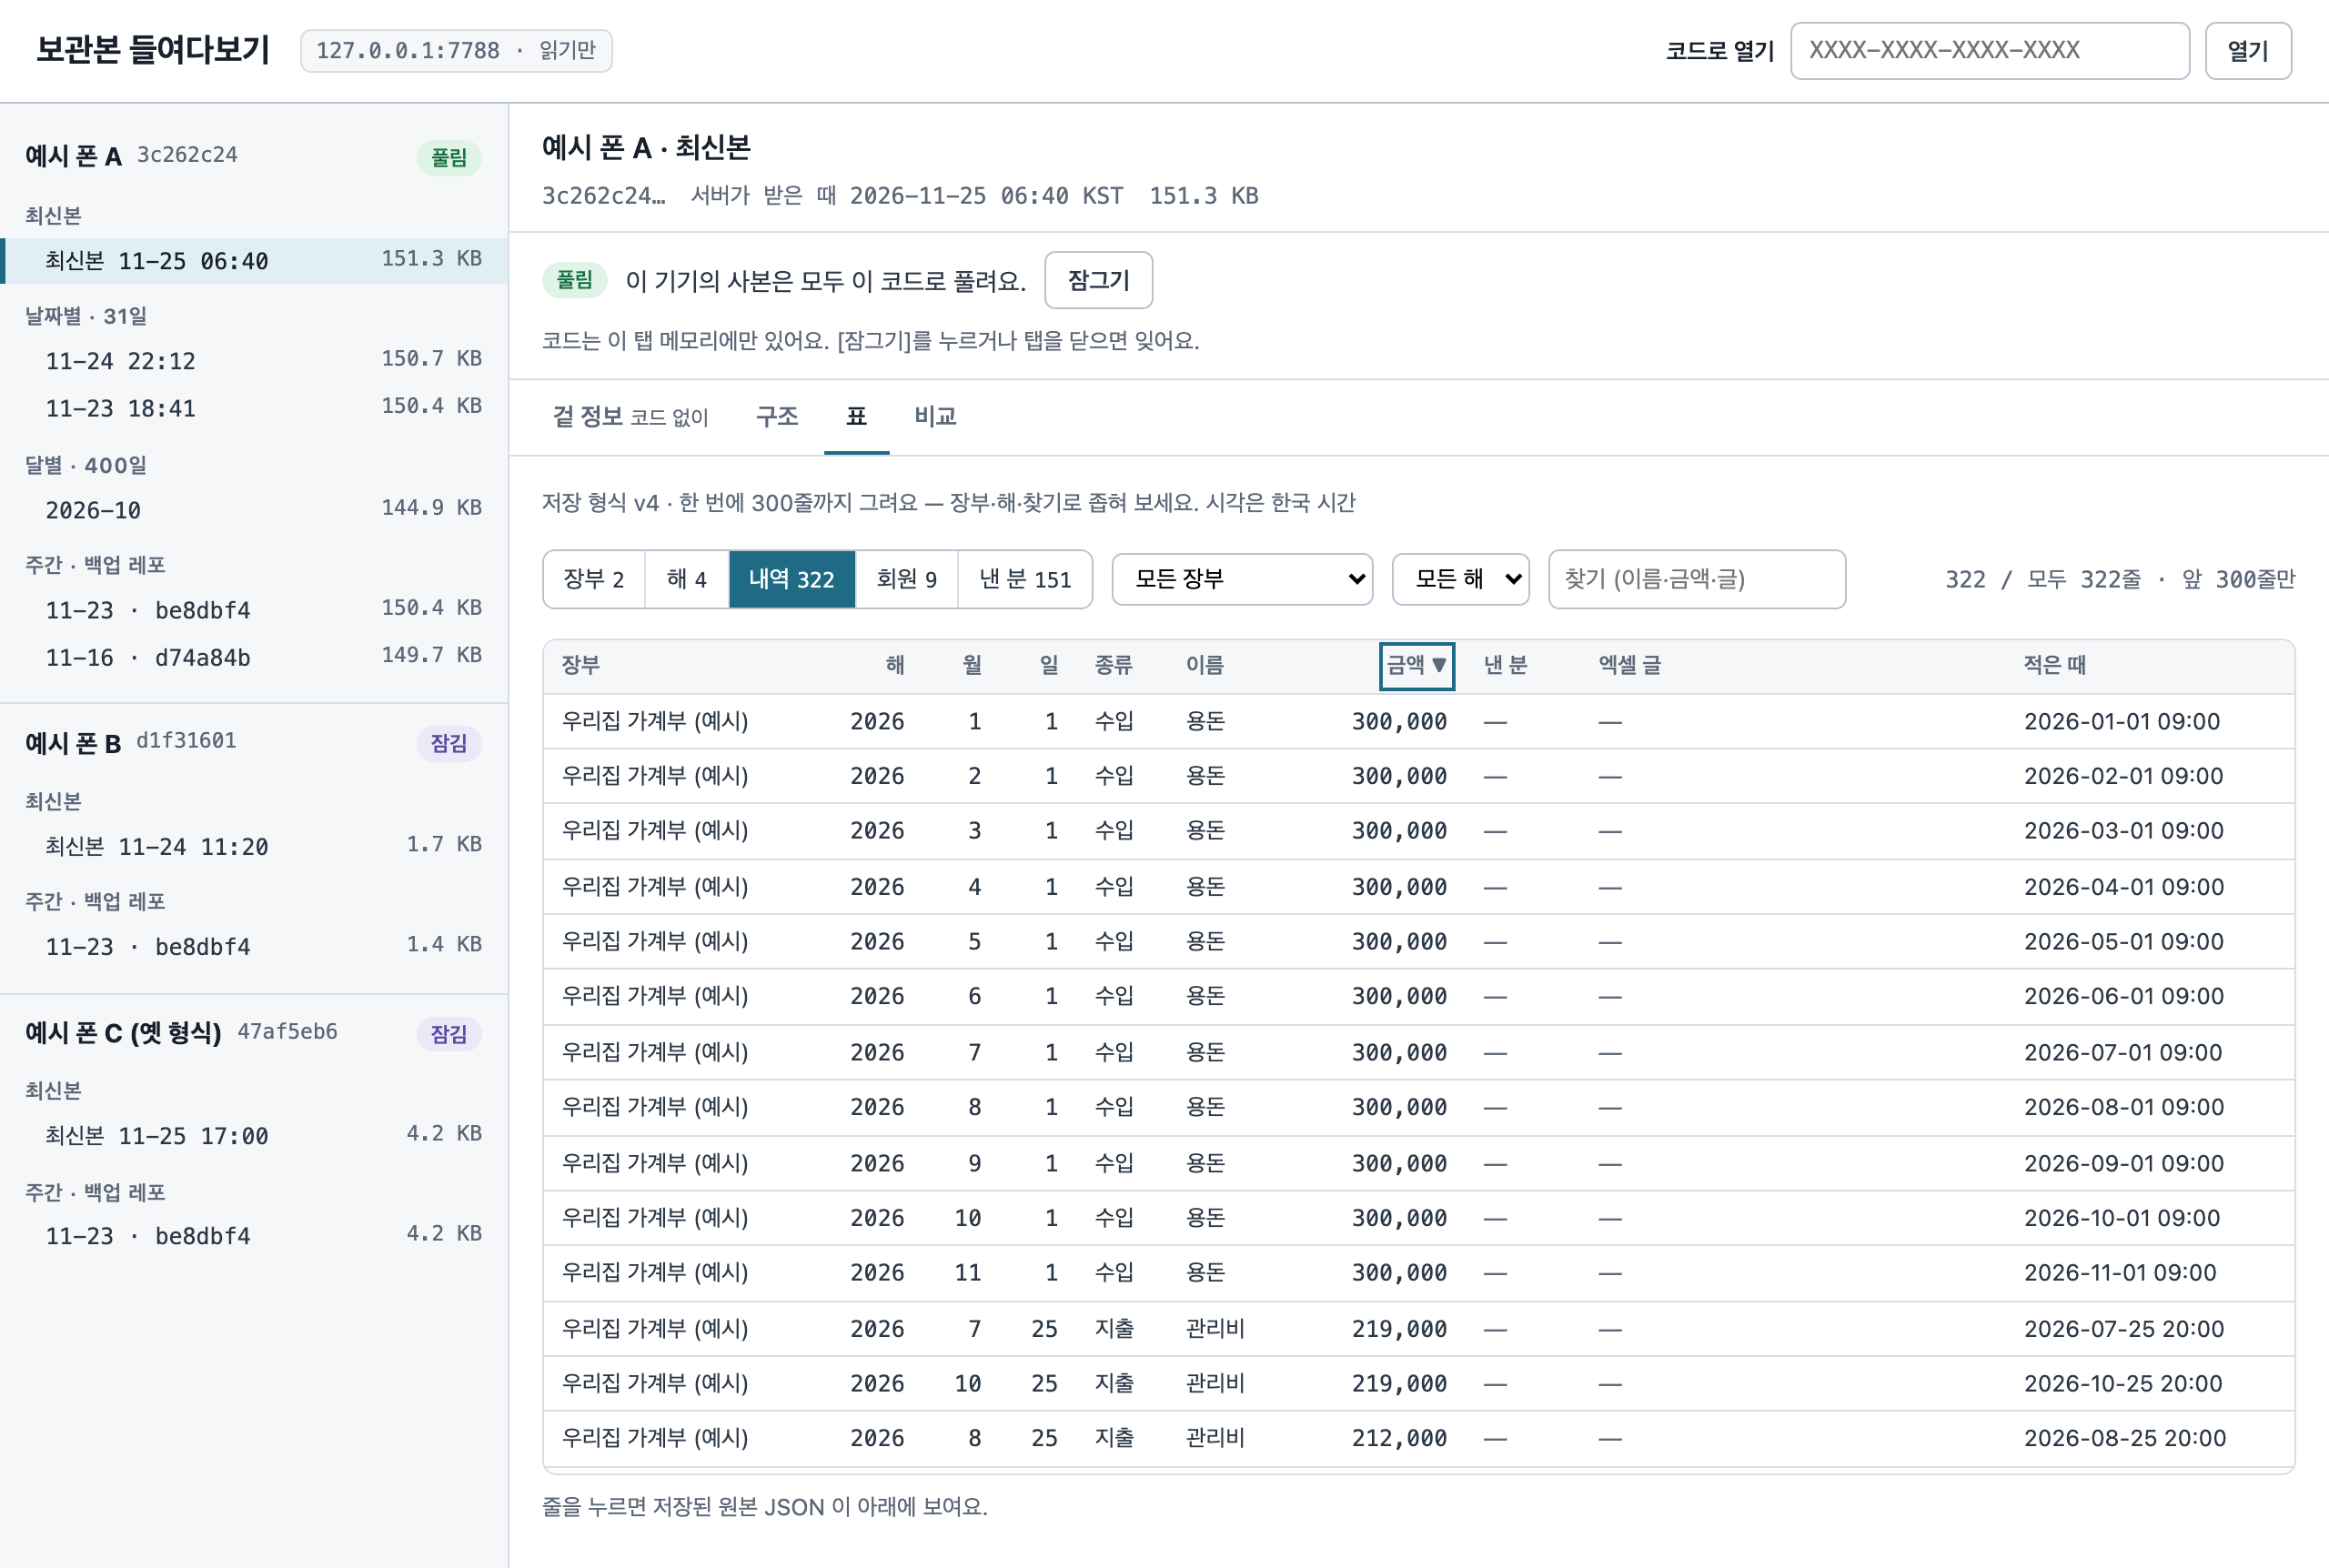 보관본 들여다보기 127.0.0.1:7788 · 읽기만 코드로 열기 XXXX-XXXX-XXXX-XXXX 열기
예시 폰 A 3c262c24 풀림
최신본
최신본 11-25 06:40 151.3 KB
날짜별 · 31일
11-24 22:12 150.7 KB
11-23 18:41 150.4 KB
달별 · 400일
2026-10 144.9 KB
주간 · 백업 레포
11-23 · be8dbf4 150.4 KB
11-16 · d74a84b 149.7 KB
예시 폰 B d1f31601 잠김
최신본
최신본 11-24 11:20 1.7 KB
주간 · 백업 레포
11-23 · be8dbf4 1.4 KB
예시 폰 C (옛 형식) 47af5eb6 잠김
최신본
최신본 11-25 17:00 4.2 KB
주간 · 백업 레포
11-23 · be8dbf4 4.2 KB
예시 폰 A · 최신본
3c262c24… 서버가 받은 때 2026-11-25 06:40 KST 151.3 KB
풀림 이 기기의 사본은 모두 이 코드로 풀려요. 잠그기
코드는 이 탭 메모리에만 있어요. [잠그기]를 누르거나 탭을 닫으면 잊어요.
겉 정보 코드 없이 구조 표 비교
저장 형식 v4 · 한 번에 300줄까지 그려요 — 장부·해·찾기로 좁혀 보세요. 시각은 한국 시간
장부 2 해 4 내역 322 회원 9 낸 분 151 모든 장부 모든 해 찾기 (이름·금액·글) 322 / 모두 322줄 · 앞 300줄만
장부 해 월 일 종류 이름 금액 ▼ 낸 분 엑셀 글 적은 때
우리집 가계부 (예시) 2026 1 1 수입 용돈 300,000 — — 2026-01-01 09:00
우리집 가계부 (예시) 2026 2 1 수입 용돈 300,000 — — 2026-02-01 09:00
우리집 가계부 (예시) 2026 3 1 수입 용돈 300,000 — — 2026-03-01 09:00
우리집 가계부 (예시) 2026 4 1 수입 용돈 300,000 — — 2026-04-01 09:00
우리집 가계부 (예시) 2026 5 1 수입 용돈 300,000 — — 2026-05-01 09:00
우리집 가계부 (예시) 2026 6 1 수입 용돈 300,000 — — 2026-06-01 09:00
우리집 가계부 (예시) 2026 7 1 수입 용돈 300,000 — — 2026-07-01 09:00
우리집 가계부 (예시) 2026 8 1 수입 용돈 300,000 — — 2026-08-01 09:00
우리집 가계부 (예시) 2026 9 1 수입 용돈 300,000 — — 2026-09-01 09:00
우리집 가계부 (예시) 2026 10 1 수입 용돈 300,000 — — 2026-10-01 09:00
우리집 가계부 (예시) 2026 11 1 수입 용돈 300,000 — — 2026-11-01 09:00
우리집 가계부 (예시) 2026 7 25 지출 관리비 219,000 — — 2026-07-25 20:00
우리집 가계부 (예시) 2026 10 25 지출 관리비 219,000 — — 2026-10-25 20:00
우리집 가계부 (예시) 2026 8 25 지출 관리비 212,000 — — 2026-08-25 20:00
줄을 누르면 저장된 원본 JSON 이 아래에 보여요.